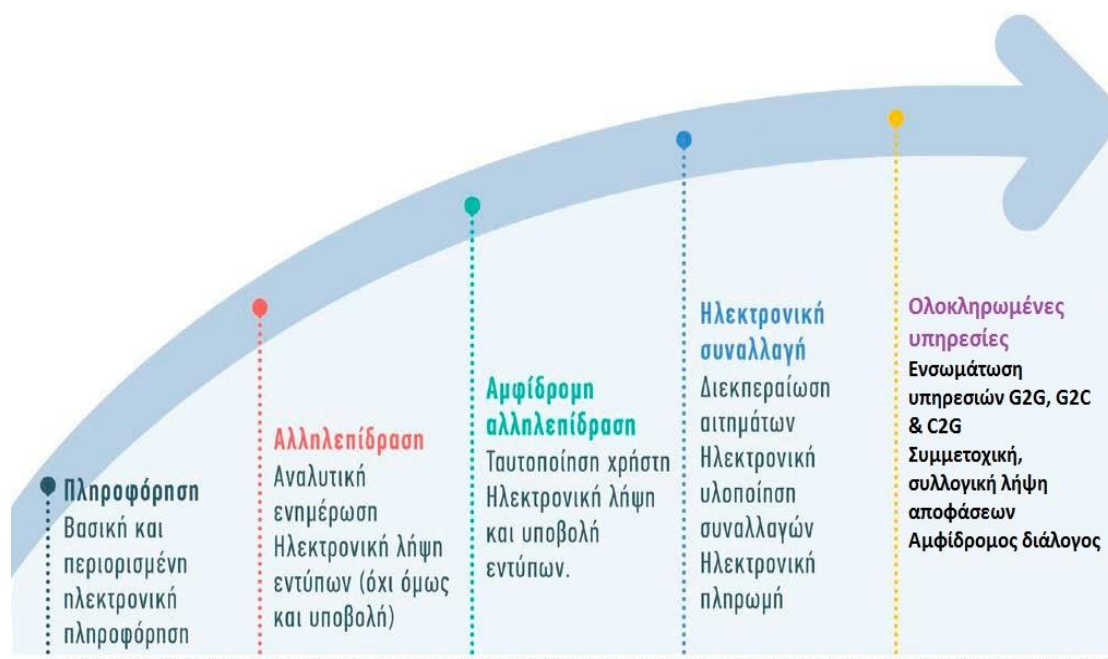 Πληροφόρηση
Βασική και
περιορισμένη
ηλεκτρονική
πληροφόρηση
Αλληλεπίδραση
Αναλυτική
ενημέρωση
Ηλεκτρονική λήψη
εντύπων (όχι όμως
και υποβολή)
Αμφίδρομη
αλληλεπίδραση
Ταυτοποίηση χρήστη
Ηλεκτρονική λήψη
και υποβολή
εντύπων.
Ηλεκτρονική
συναλλαγή
Διεκπεραίωση
αιτημάτων
Ηλεκτρονική
υλοποίηση
συναλλαγών
Ηλεκτρονική
πληρωμή
Ολοκληρωμένες
υπηρεσίες
Ενσωμάτωση
υπηρεσιών G2G, G2C
& C2G
Συμμετοχική,
συλλογική λήψη
αποφάσεων
Αμφίδρομος διάλογος